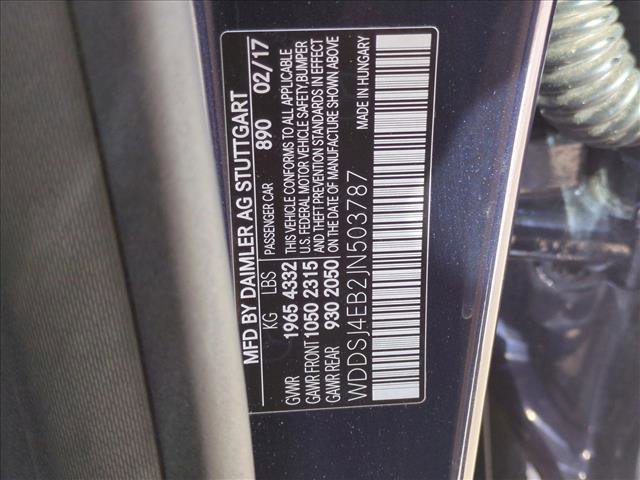 MFD BY DAIMLER AG STUTTGART
890 02/17
KG LBS PASSENGER CAR
GVWR 1965 4332 THIS VEHICLE CONFORMS TO ALL APPLICABLE
GAWR FRONT 1050 2315 U.S. FEDERAL MOTOR VEHICLE SAFETY, BUMPER
AND THEFT PREVENTION STANDARDS IN EFFECT
GAWR REAR 930 2050 ON THE DATE OF MANUFACTURE SHOWN ABOVE
WDDSJ4EB2JN503787 MADE IN HUNGARY